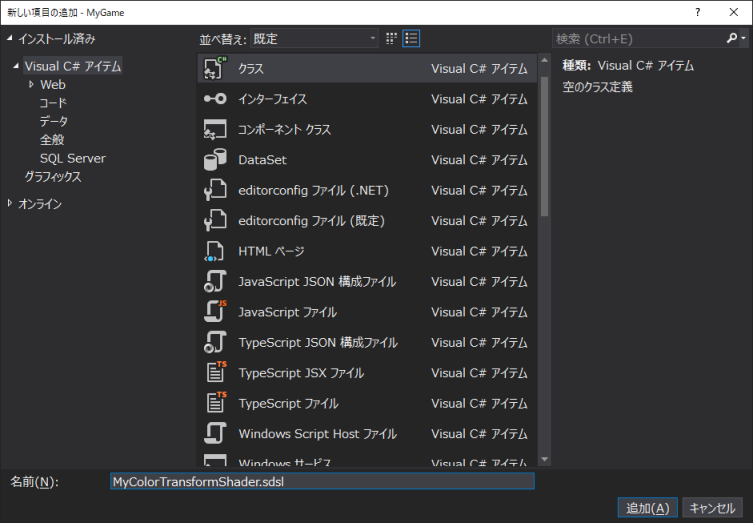 新しい項目の追加 - MyGame
? ×
インストール済み
並べ替え: 既定
検索 (Ctrl+E)
Visual C# アイテム
Web
コード
データ
全般
SQL Server
グラフィックス
オンライン
C#
クラス Visual C# アイテム
インターフェイス Visual C# アイテム
コンポーネント クラス Visual C# アイテム
DataSet Visual C# アイテム
editorconfig ファイル (.NET) Visual C# アイテム
editorconfig ファイル (既定) Visual C# アイテム
HTML ページ Visual C# アイテム
JavaScript JSON 構成ファイル Visual C# アイテム
JS
JavaScript ファイル Visual C# アイテム
TypeScript JSON 構成ファイル Visual C# アイテム
TS
TypeScript JSX ファイル Visual C# アイテム
TS
TypeScript ファイル Visual C# アイテム
Windows Script Host ファイル Visual C# アイテム
Windows サービス Visual C# アイテム
種類: Visual C# アイテム
空のクラス定義
名前(N): MyColorTransformShader.sdsl
追加(A)
キャンセル